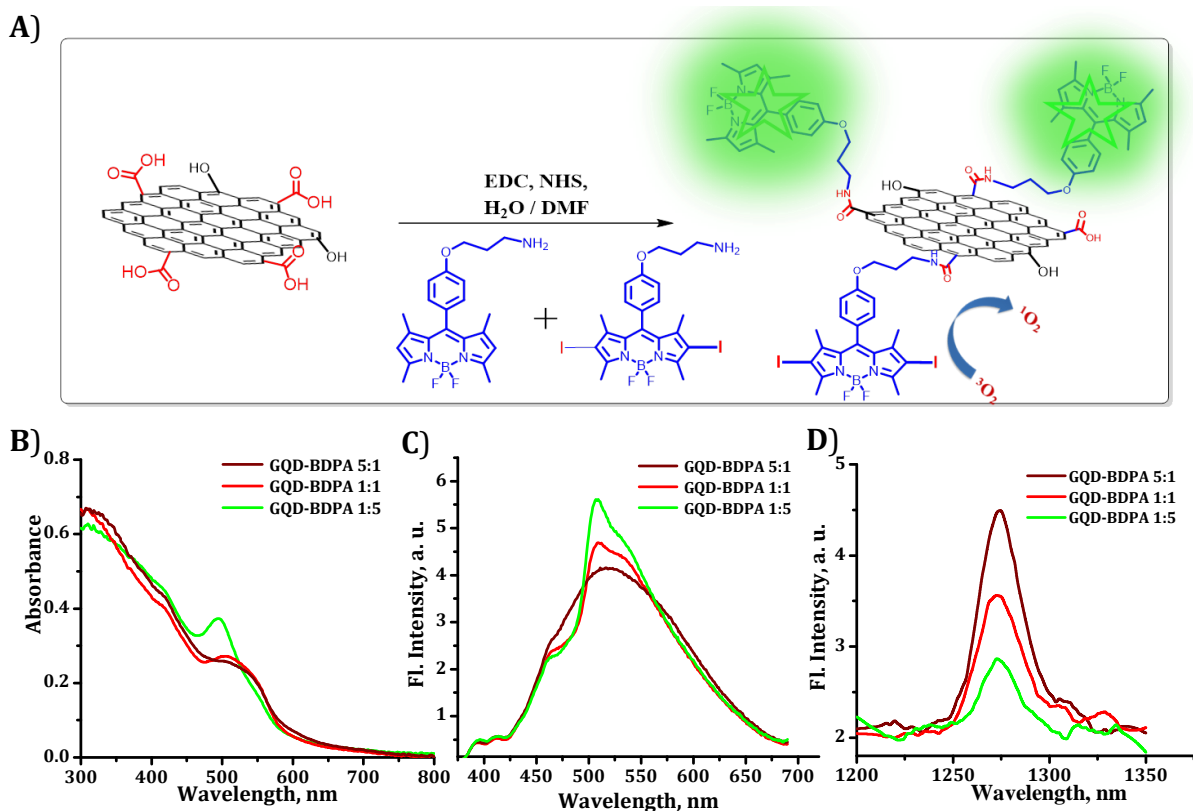 A)
OH
O
HO
O
OH
OH
O
HO
O
O
OH
OH
EDC, NHS,
H₂O / DMF
NH₂
O
N
N
B
F
F
+
NH₂
O
I
I
N
N
B
F
F
F
F
B
N
N
O
HN
O
F
F
B
N
N
O
H
N
O
HO
O
OH
OH
H
N
O
O
I
I
N
N
B
F
F
¹O₂
³O₂
B)
0.8
0.6
0.4
0.2
0.0
Absorbance
GQD-BDPA 5:1
GQD-BDPA 1:1
GQD-BDPA 1:5
300 400 500 600 700 800
Wavelength, nm
C)
5
4
3
2
1
Fl. Intensity, a. u.
GQD-BDPA 5:1
GQD-BDPA 1:1
GQD-BDPA 1:5
400 450 500 550 600 650 700
Wavelength, nm
D)
5
4
3
2
Fl. Intensity, a. u.
GQD-BDPA 5:1
GQD-BDPA 1:1
GQD-BDPA 1:5
1200 1250 1300 1350
Wavelength, nm